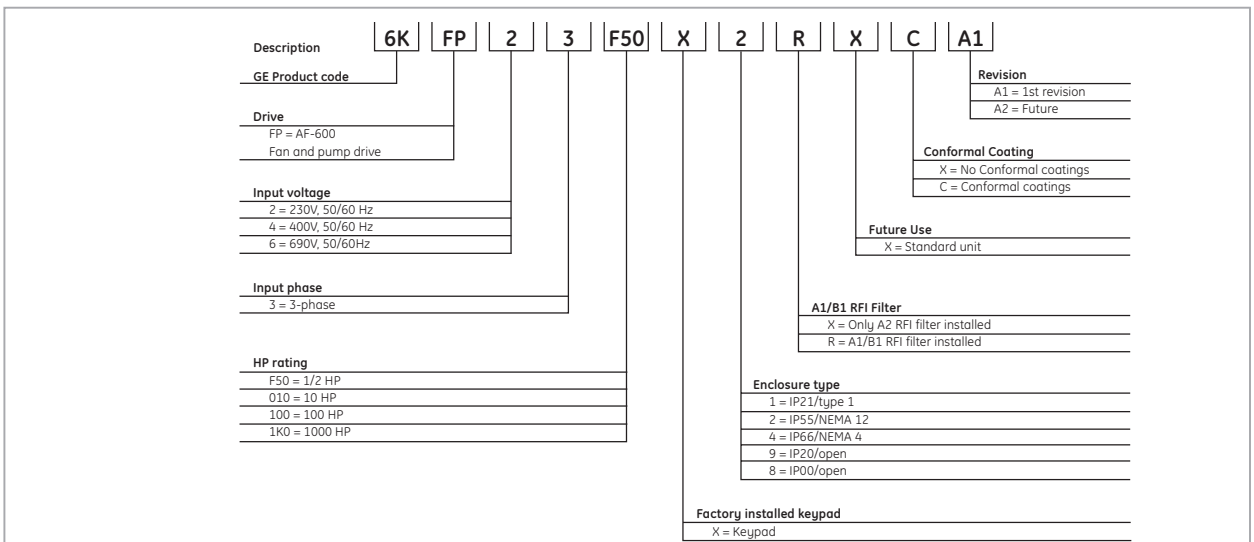 Description 6K FP 2 3 F50 X 2 R X C A1
GE Product code
Drive
FP = AF-600
Fan and pump drive
Input voltage
2 = 230V, 50/60 Hz
4 = 400V, 50/60 Hz
6 = 690V, 50/60Hz
Input phase
3 = 3-phase
HP rating
F50 = 1/2 HP
010 = 10 HP
100 = 100 HP
1K0 = 1000 HP
Revision
A1 = 1st revision
A2 = Future
Conformal Coating
X = No Conformal coatings
C = Conformal coatings
Future Use
X = Standard unit
A1/B1 RFI Filter
X = Only A2 RFI filter installed
R = A1/B1 RFI filter installed
Enclosure type
1 = IP21/type 1
2 = IP55/NEMA 12
4 = IP66/NEMA 4
9 = IP20/open
8 = IP00/open
Factory installed keypad
X = Keypad